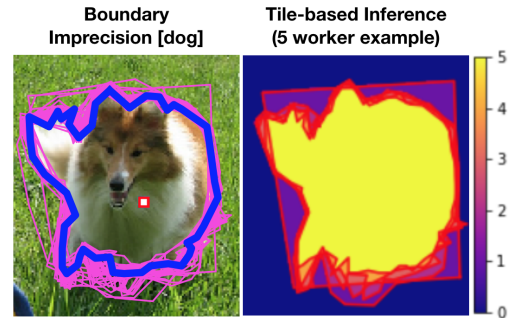 Boundary
Imprecision [dog]
Tile-based Inference
(5 worker example)
5
4
3
2
1
0